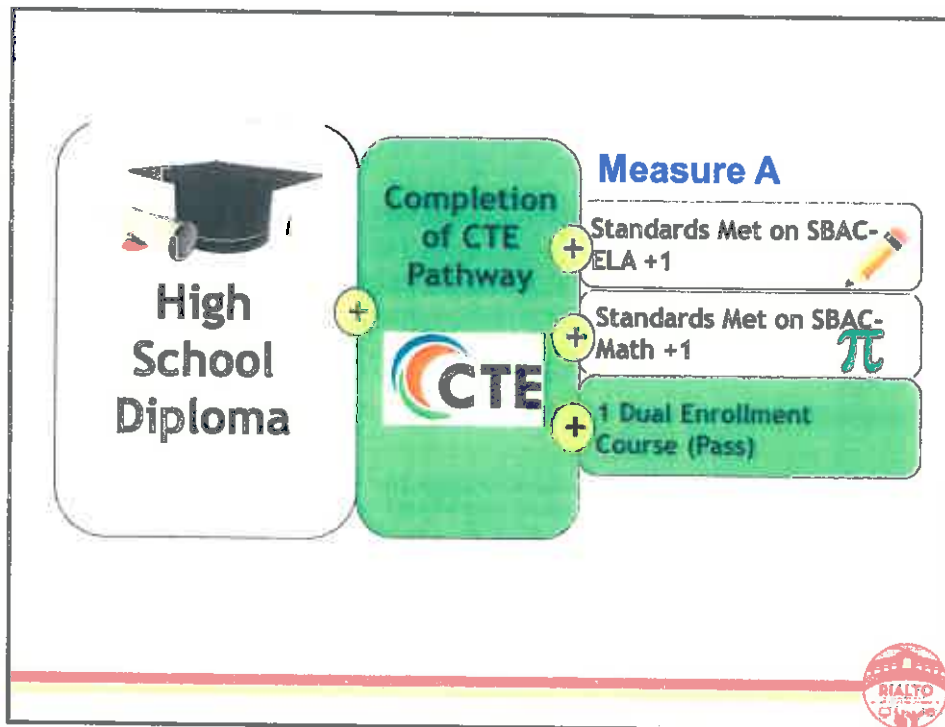 High
School
Diploma
+
Completion
of CTE
Pathway
CTE
Measure A
+
Standards Met on SBAC-
ELA +1
+
Standards Met on SBAC-
Math +1
π
+
1 Dual Enrollment
Course (Pass)
RIALTO